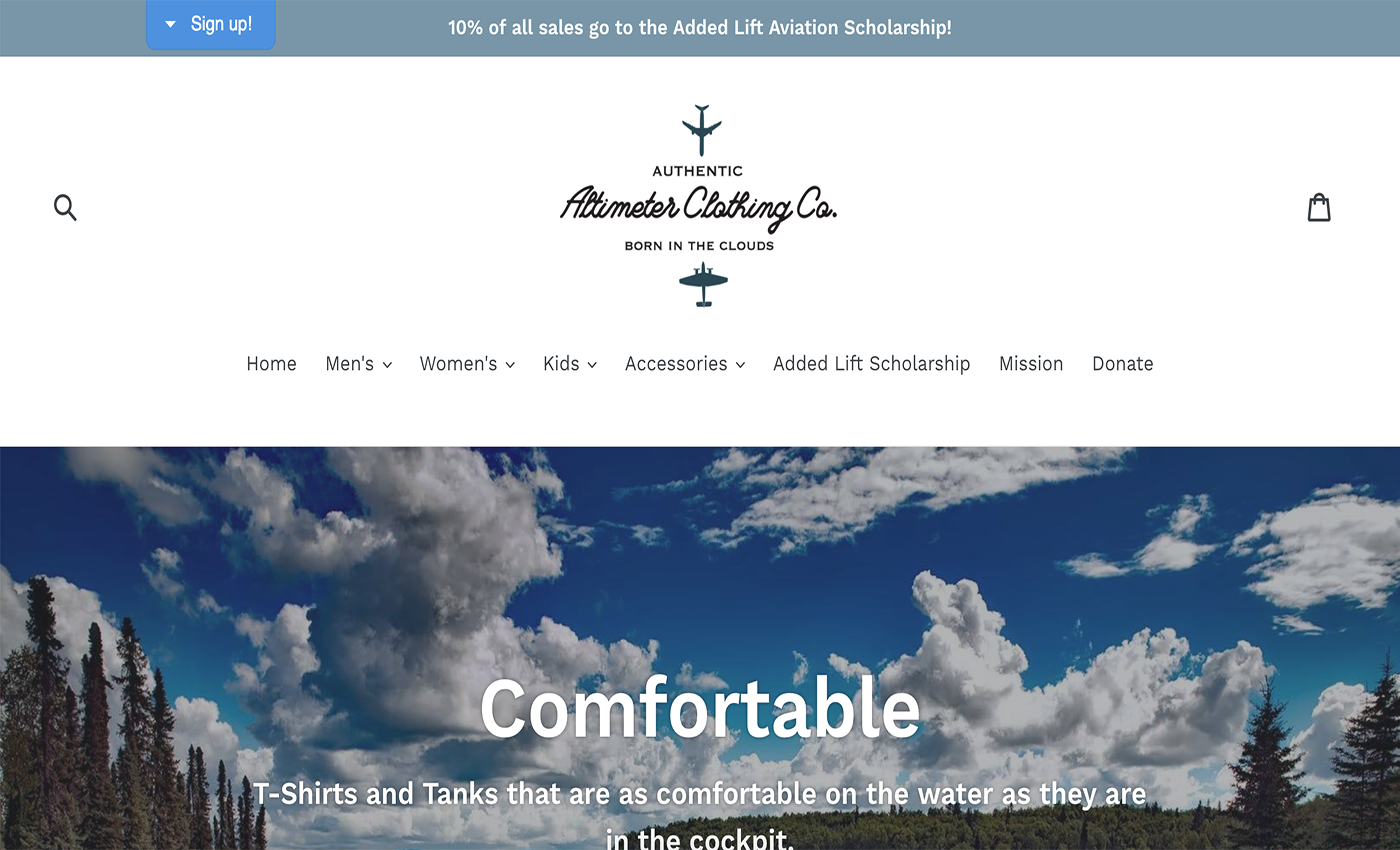 Sign up!
10% of all sales go to the Added Lift Aviation Scholarship!
AUTHENTIC
Altimeter Clothing Co.
BORN IN THE CLOUDS
Home Men's Women's Kids Accessories Added Lift Scholarship Mission Donate
Comfortable
T-Shirts and Tanks that are as comfortable on the water as they are
in the cockpit.